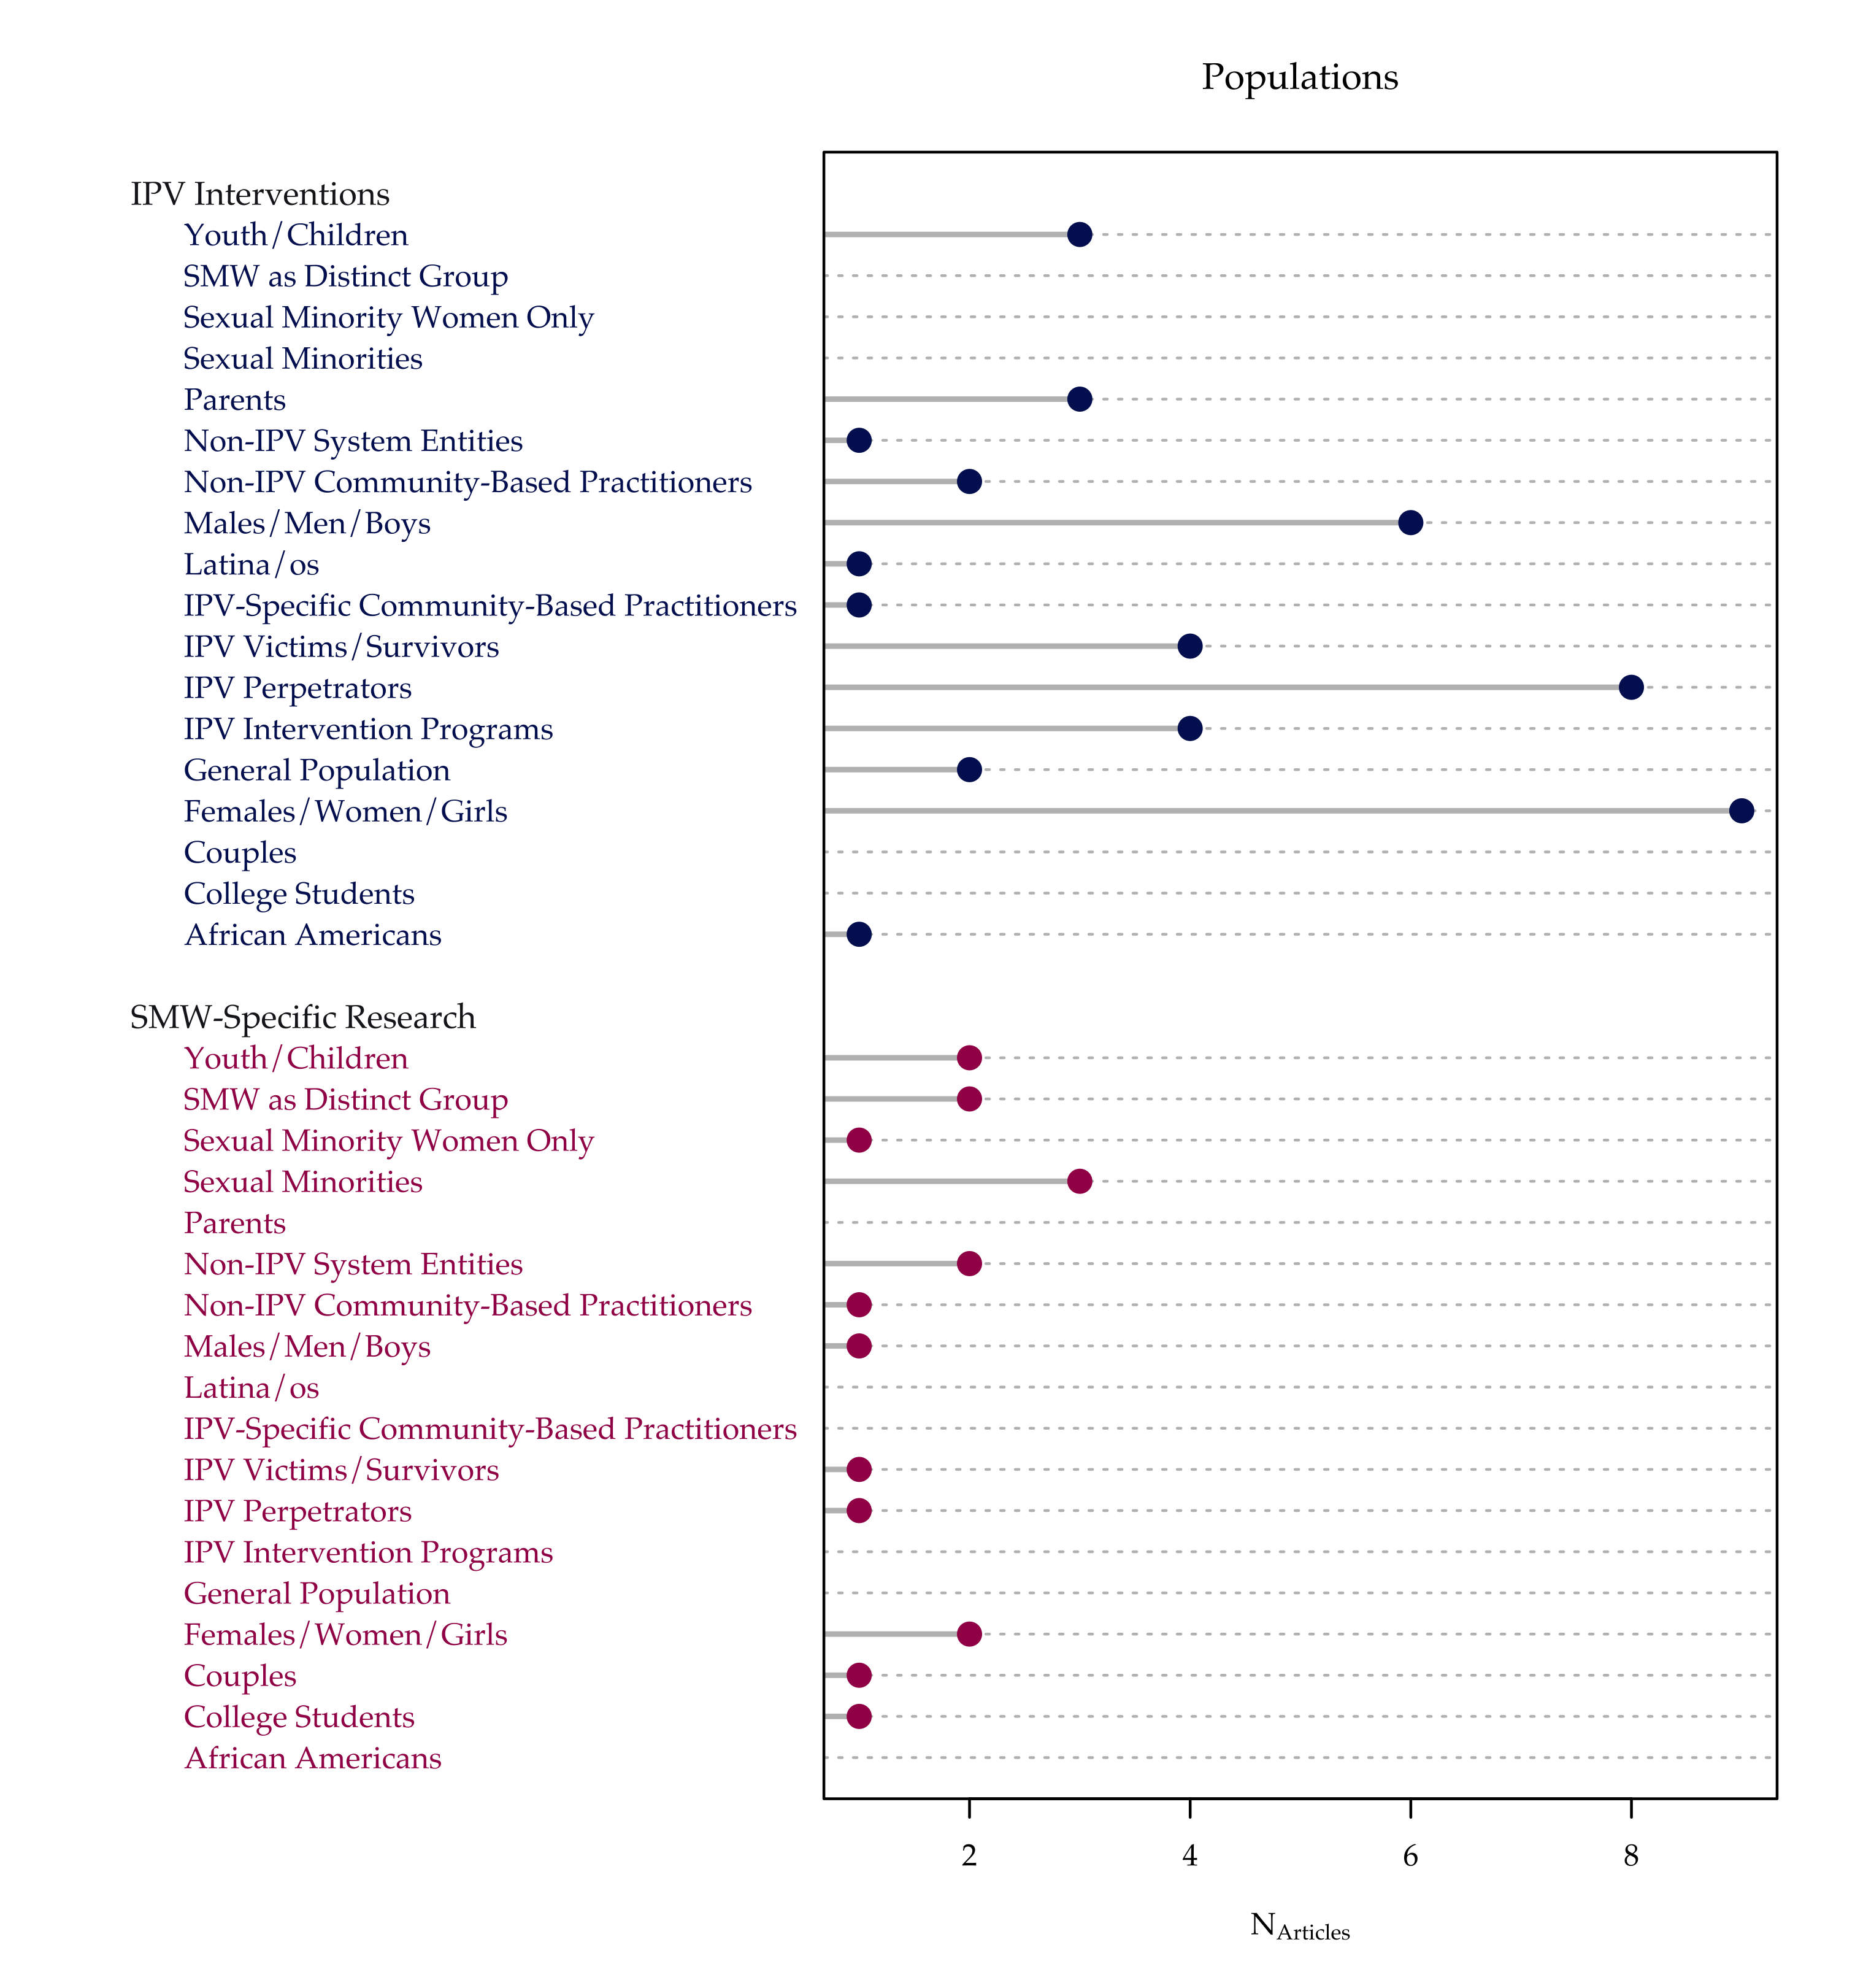 Populations
IPV Interventions
Youth/Children
SMW as Distinct Group
Sexual Minority Women Only
Sexual Minorities
Parents
Non-IPV System Entities
Non-IPV Community-Based Practitioners
Males/Men/Boys
Latina/os
IPV-Specific Community-Based Practitioners
IPV Victims/Survivors
IPV Perpetrators
IPV Intervention Programs
General Population
Females/Women/Girls
Couples
College Students
African Americans
SMW-Specific Research
Youth/Children
SMW as Distinct Group
Sexual Minority Women Only
Sexual Minorities
Parents
Non-IPV System Entities
Non-IPV Community-Based Practitioners
Males/Men/Boys
Latina/os
IPV-Specific Community-Based Practitioners
IPV Victims/Survivors
IPV Perpetrators
IPV Intervention Programs
General Population
Females/Women/Girls
Couples
College Students
African Americans
2 4 6 8
NArticles